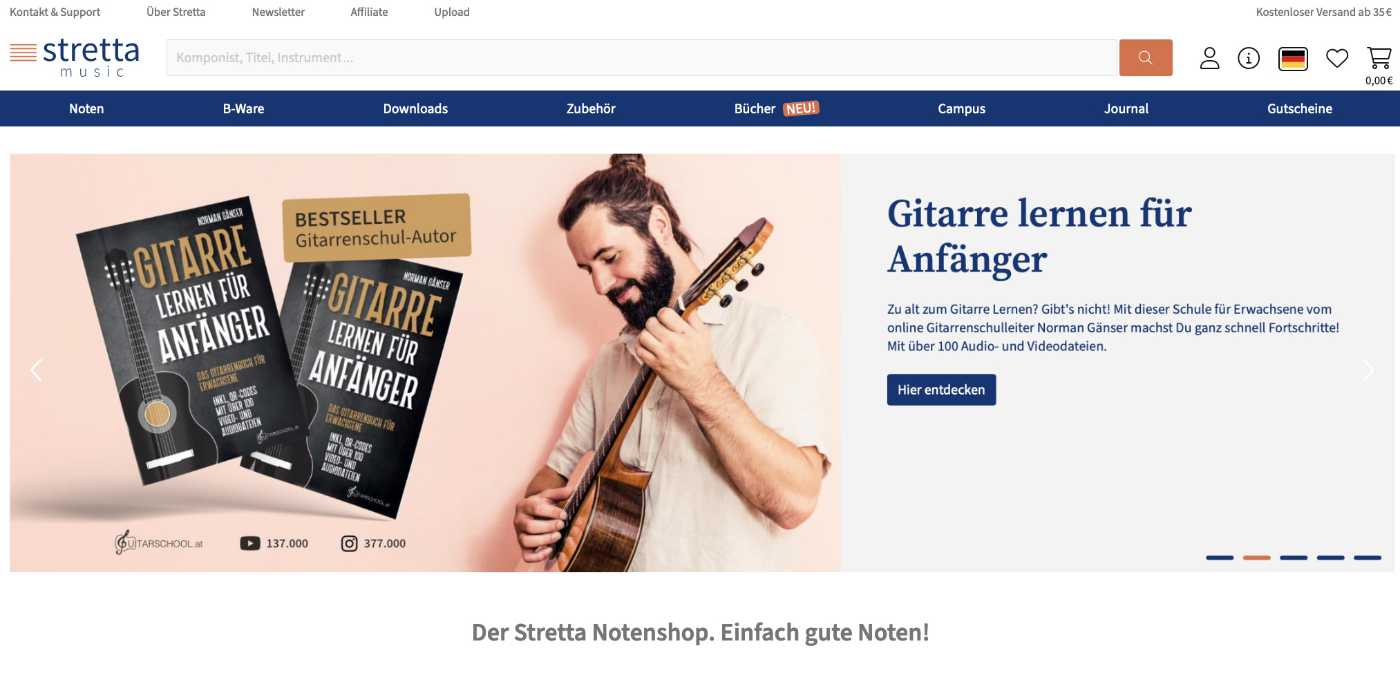 Kontakt & Support
Über Stretta
Newsletter
Affiliate
Upload
Kostenloser Versand ab 35 €
stretta
music
Komponist, Titel, Instrument ...
0,00 €
Noten
B-Ware
Downloads
Zubehör
Bücher NEU!
Campus
Journal
Gutscheine
NORMAN GÄNSER
GITARRE
LERNEN FÜR
ANFÄNGER
DAS GITARRENBUCH FÜR
ERWACHSENE
INKL. QR-CODES
MIT ÜBER 100
VIDEO- UND
AUDIODATEIEN
BESTSELLER
Gitarrenschul-Autor
NORMAN GÄNSER
GITARRE
LERNEN FÜR
ANFÄNGER
DAS GITARRENBUCH FÜR
ERWACHSENE
INKL. QR-CODES
MIT ÜBER 100
VIDEO- UND
AUDIODATEIEN
GUITARSCHOOL.at
137.000
377.000
Gitarre lernen für
Anfänger
Zu alt zum Gitarre Lernen? Gibt's nicht! Mit dieser Schule für Erwachsene vom
online Gitarrenschulleiter Norman Gänser machst Du ganz schnell Fortschritte!
Mit über 100 Audio- und Videodateien.
Hier entdecken
Der Stretta Notenshop. Einfach gute Noten!